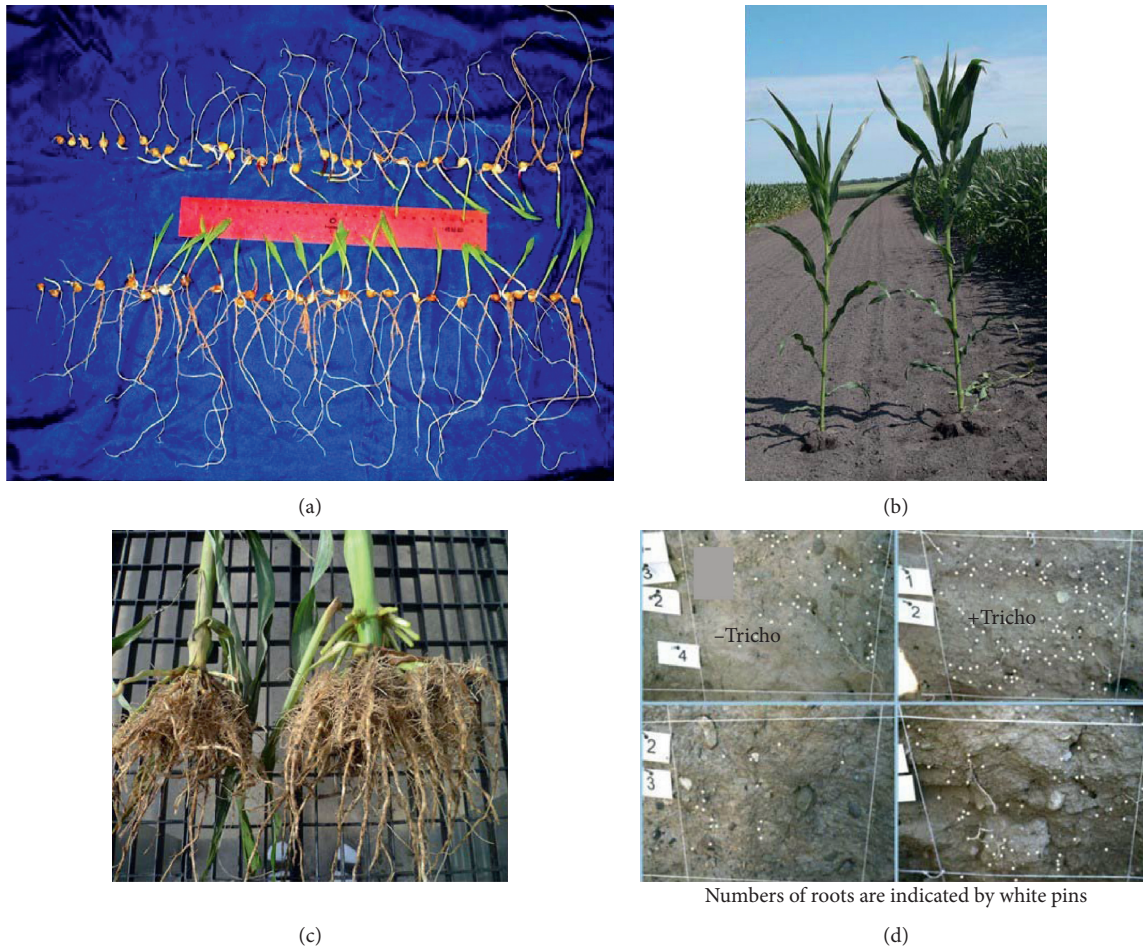 (a)
(b)
3
2
4
–Tricho
1
2
+Tricho
2
3
Numbers of roots are indicated by white pins
(c)
(d)